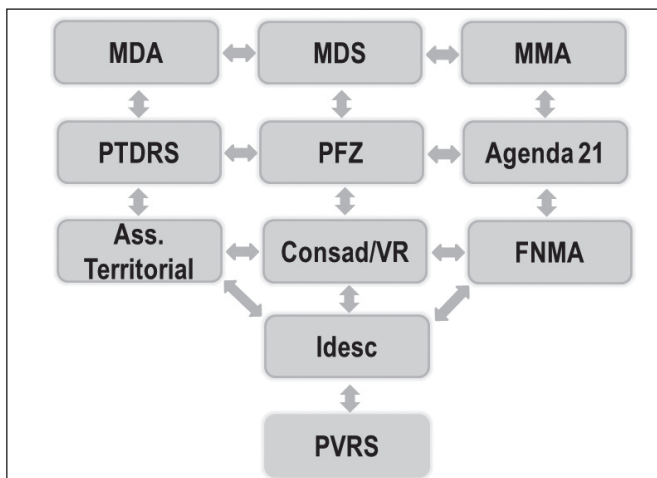 MDA
MDS
MMA
PTDRS
PFZ
Agenda 21
Ass.
Territorial
Consad/VR
FNMA
Idesc
PVRS